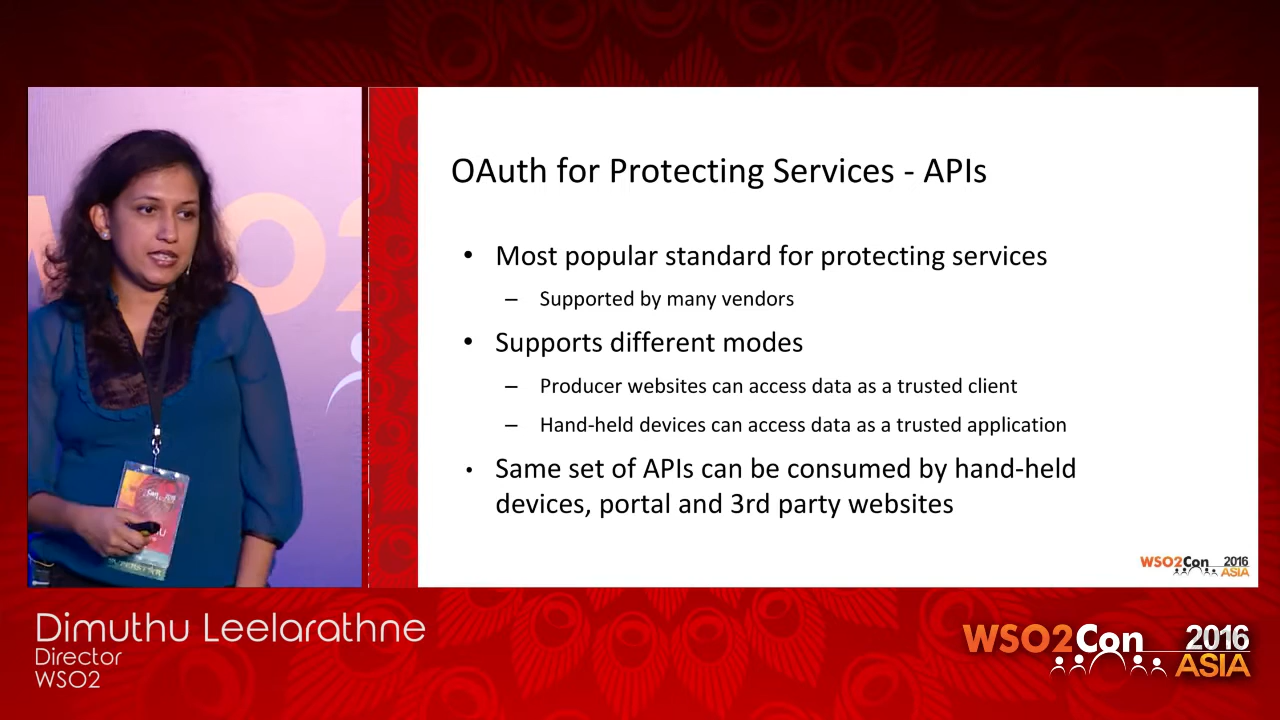 OAuth for Protecting Services - APIs
• Most popular standard for protecting services
– Supported by many vendors
• Supports different modes
– Producer websites can access data as a trusted client
– Hand-held devices can access data as a trusted application
• Same set of APIs can be consumed by hand-held
devices, portal and 3rd party websites
WSO2Con 2016
ASIA
Dimuthu Leelarathne
Director
WSO2
WSO2Con 2016
ASIA